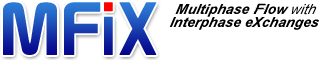 MFiX
Multiphase Flow with
Interphase eXchanges